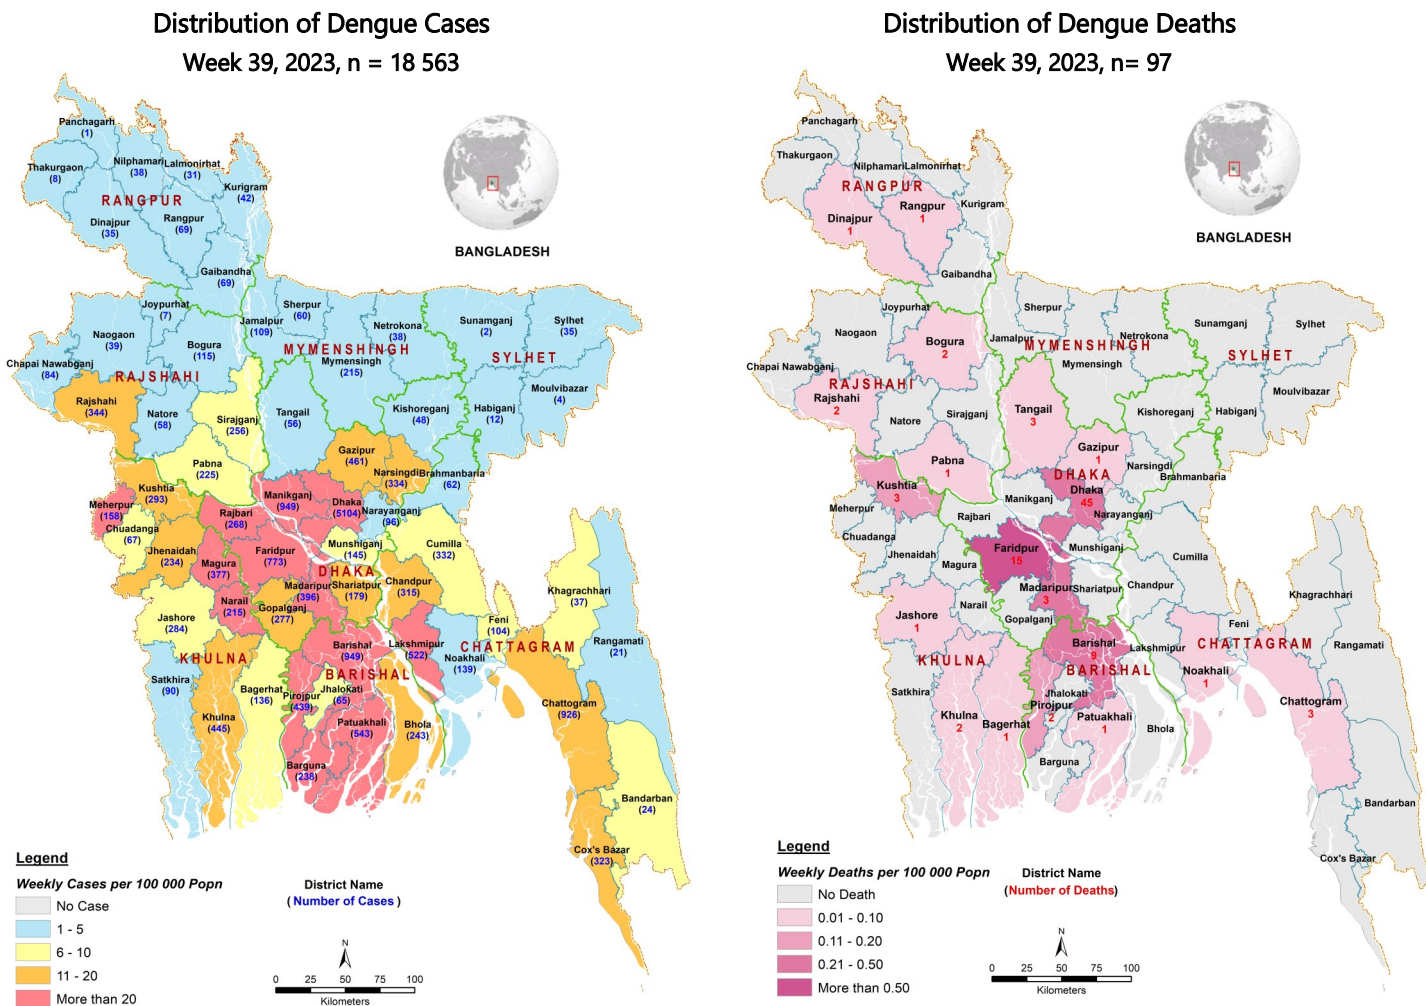 Distribution of Dengue Cases
Week 39, 2023, n = 18 563
Panchagarh
(1)
Thakurgaon
(8)
Nilphamari
(38)
Lalmonirhat
(31)
Kurigram
(42)
RANGPUR
Dinajpur
(35)
Rangpur
(69)
BANGLADESH
Gaibandha
(69)
Joypurhat
(7)
Naogaon
(39)
Jamalpur
(109)
Sherpur
(60)
Netrokona
(38)
Sunamganj
(2)
Sylhet
(35)
Bogura
(115)
MYMENSINGH
Mymensingh
(215)
SYLHET
Chapai Nawabganj
(84)
RAJSHAHI
Rajshahi
(344)
Natore
(58)
Sirajganj
(256)
Tangail
(56)
Kishoreganj
(48)
Habiganj
(12)
Moulvibazar
(4)
Pabna
(225)
Gazipur
(461)
Narsingdi
(334)
Brahmanbaria
(62)
Kushtia
(293)
Meherpur
(158)
Manikganj
(949)
Dhaka
(5104)
Narayanganj
(96)
Rajbari
(268)
Chuadanga
(67)
Jhenaidah
(234)
Magura
(377)
Faridpur
(773)
Munshiganj
(145)
Cumilla
(332)
DHAKA
Madaripur
(396)
Shariatpur
(179)
Chandpur
(315)
Narail
(215)
Gopalganj
(277)
Jashore
(284)
Khagrachhari
(37)
Feni
(104)
KHULNA
Barishal
(949)
Lakshmipur
(522)
CHATTAGRAM
Noakhali
(139)
Rangamati
(21)
BARISHAL
Satkhira
(90)
Bagerhat
(136)
Pirojpur
(439)
Jhalokati
(65)
Khulna
(445)
Patuakhali
(543)
Bhola
(243)
Chattogram
(926)
Barguna
(238)
Bandarban
(24)
Cox's Bazar
(323)
Legend
Weekly Cases per 100 000 Popn
No Case
1 - 5
6 - 10
11 - 20
More than 20
District Name
( Number of Cases )
N
0 25 50 75 100
Kilometers
Distribution of Dengue Deaths
Week 39, 2023, n= 97
Panchagarh
Thakurgaon
Nilphamari
Lalmonirhat
Kurigram
RANGPUR
Dinajpur
1
Rangpur
1
BANGLADESH
Gaibandha
Joypurhat
Naogaon
Bogura
2
Jamalpur
Sherpur
Netrokona
Sunamganj
Sylhet
MYMENSINGH
Mymensingh
SYLHET
Chapai Nawabganj
RAJSHAHI
Rajshahi
2
Natore
Sirajganj
Tangail
3
Kishoreganj
Habiganj
Moulvibazar
Pabna
1
Gazipur
1
Narsingdi
Brahmanbaria
DHAKA
Kushtia
3
Meherpur
Manikganj
Dhaka
45
Narayanganj
Rajbari
Chuadanga
Jhenaidah
Magura
Faridpur
15
Munshiganj
Cumilla
Madaripur
3
Shariatpur
Chandpur
Narail
Gopalganj
Jashore
1
Khagrachhari
Feni
KHULNA
Barishal
9
Lakshmipur
CHATTAGRAM
Rangamati
BARISHAL
Noakhali
1
Satkhira
Jhalokati
Pirojpur
2
Khulna
2
Bagerhat
1
Patuakhali
1
Bhola
Chattogram
3
Barguna
Bandarban
Cox's Bazar
Legend
Weekly Deaths per 100 000 Popn
No Death
0.01 - 0.10
0.11 - 0.20
0.21 - 0.50
More than 0.50
District Name
(Number of Deaths)
N
0 25 50 75 100
Kilometers